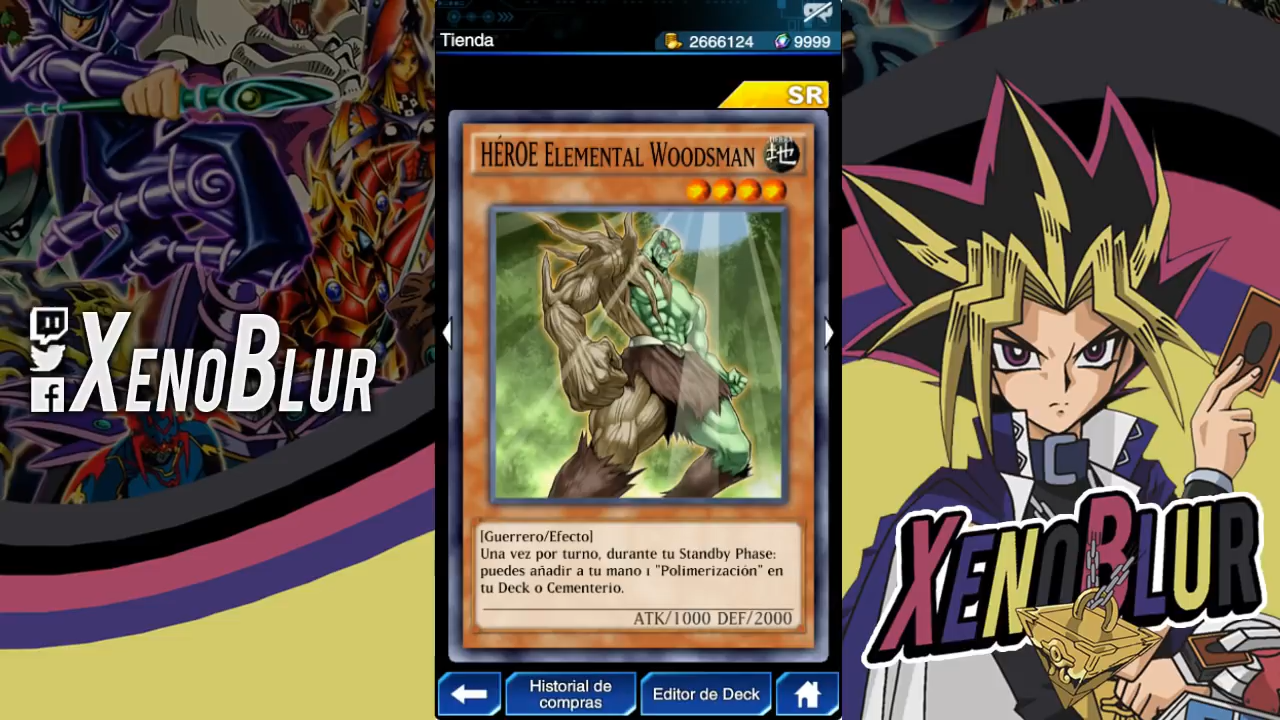 Tienda
2666124
9999
SR
HÉROE Elemental Woodsman
地
[Guerrero/Efecto]
Una vez por turno, durante tu Standby Phase:
puedes añadir a tu mano 1 "Polimerización" en
tu Deck o Cementerio.
ATK/1000 DEF/2000
Historial de
compras
Editor de Deck
XENOBLUR
XENOBLUR